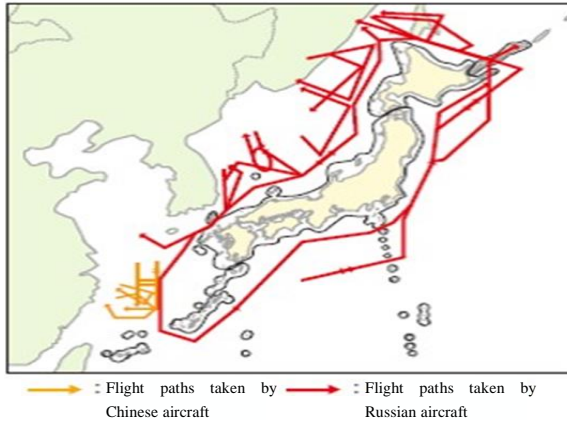 : Flight paths taken by
Chinese aircraft
: Flight paths taken by
Russian aircraft